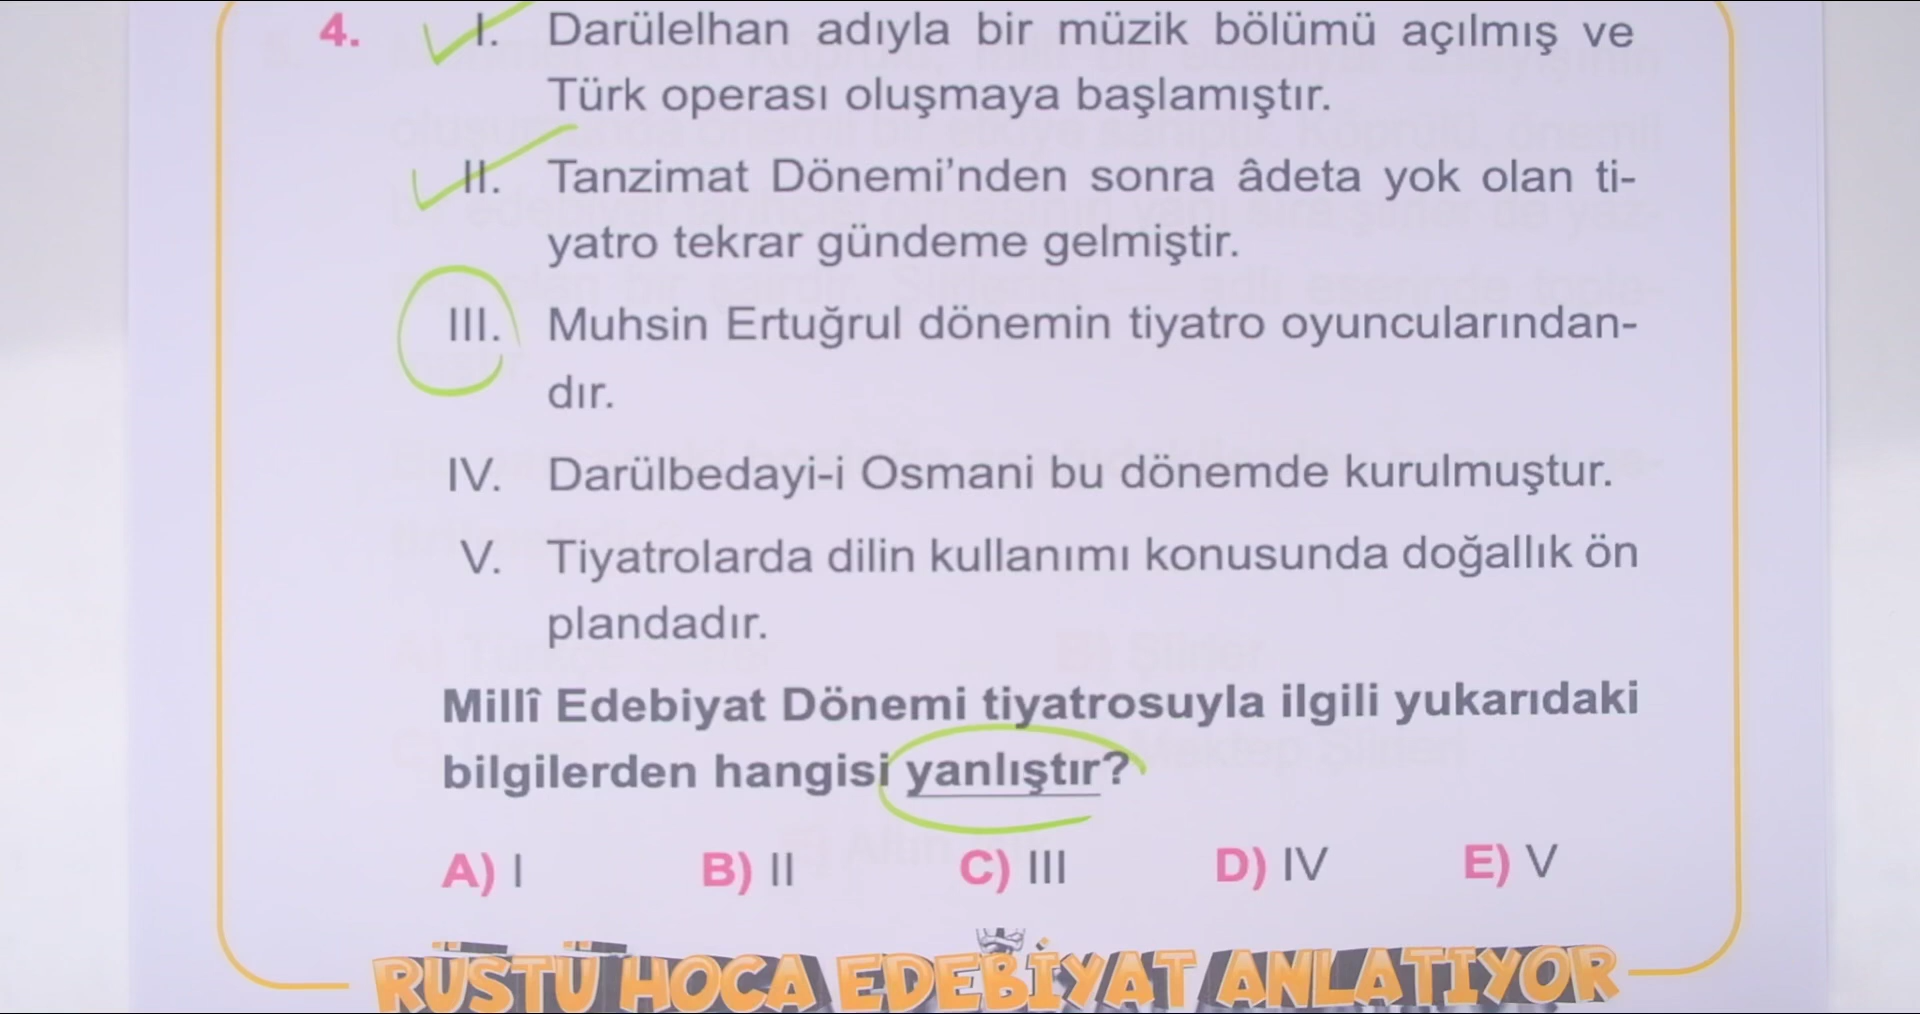 4. I. Darülelhan adıyla bir müzik bölümü açılmış ve
Türk operası oluşmaya başlamıştır.
II. Tanzimat Dönemi'nden sonra âdeta yok olan ti-
yatro tekrar gündeme gelmiştir.
III. Muhsin Ertuğrul dönemin tiyatro oyuncularından-
dır.
IV. Darülbedayi-i Osmani bu dönemde kurulmuştur.
V. Tiyatrolarda dilin kullanımı konusunda doğallık ön
plandadır.
Millî Edebiyat Dönemi tiyatrosuyla ilgili yukarıdaki
bilgilerden hangisi yanlıştır?
A) I B) II C) III D) IV E) V
RÜŞTÜ HOCA EDEBİYAT ANLATIYOR